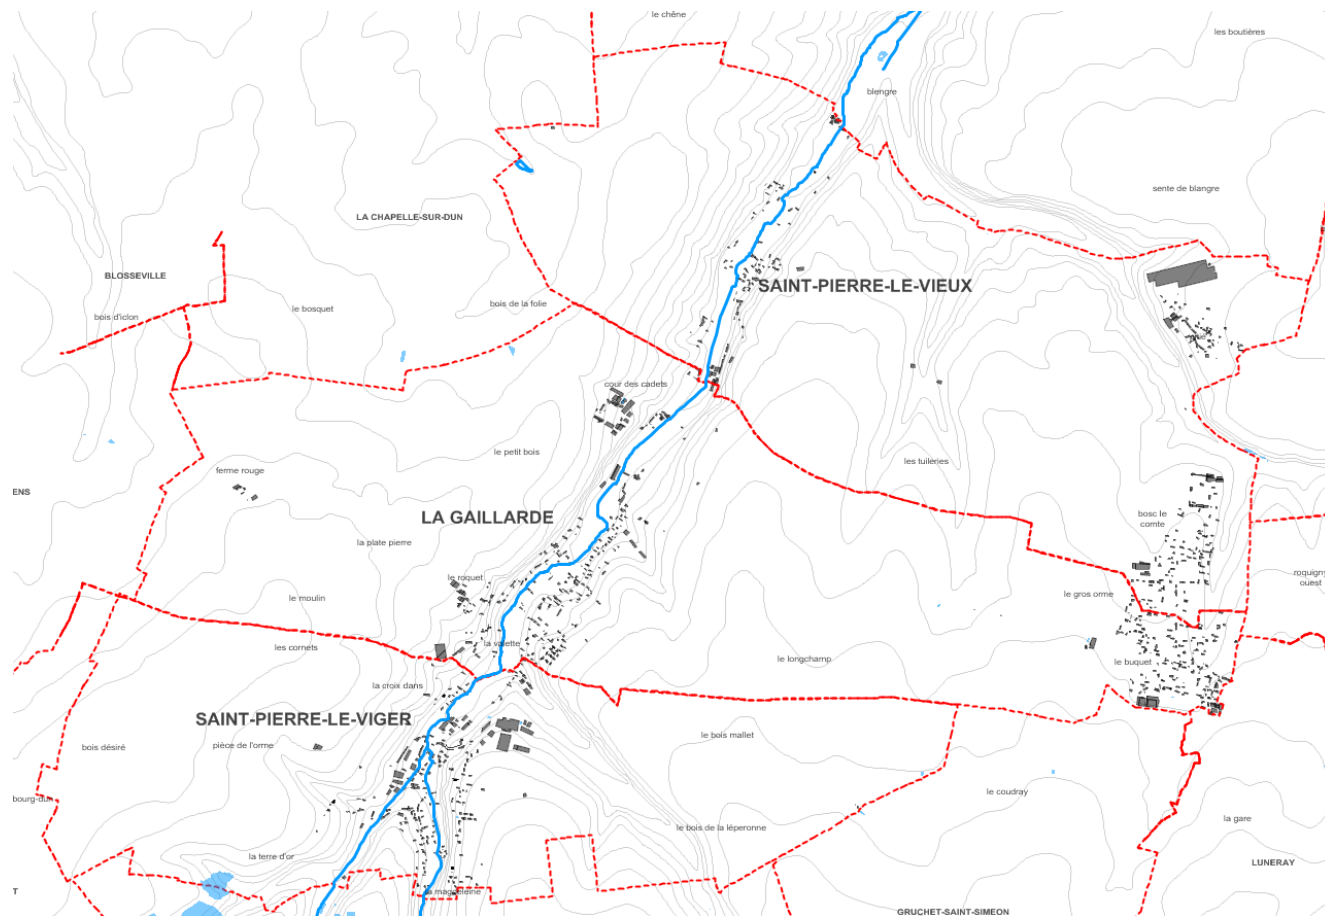 le chêne
les boutières
blengre
sente de blangre
LA CHAPELLE-SUR-DUN
BLOSSEVILLE
SAINT-PIERRE-LE-VIEUX
bois de la folie
le bosquet
bois d'iclon
cour des cadets
le petit bois
les tuileries
ferme rouge
ENS
LA GAILLARDE
bosc le
comte
la plate pierre
roquigny
ouest
le roquet
le moulin
le gros orme
les cornets
la valette
le longchamp
le buquet
la croix dans
SAINT-PIERRE-LE-VIGER
bois désiré
pièce de l'orme
le bois mallet
bourg-dun
le coudray
la gare
le bois de la léperonne
la terre d'or
LUNERAY
la magdeleine
T
GRUCHET-SAINT-SIMEON